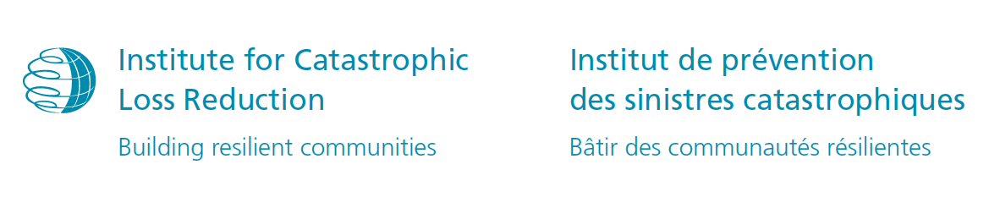 Institute for Catastrophic
Loss Reduction
Building resilient communities
Institut de prévention
des sinistres catastrophiques
Bâtir des communautés résilientes